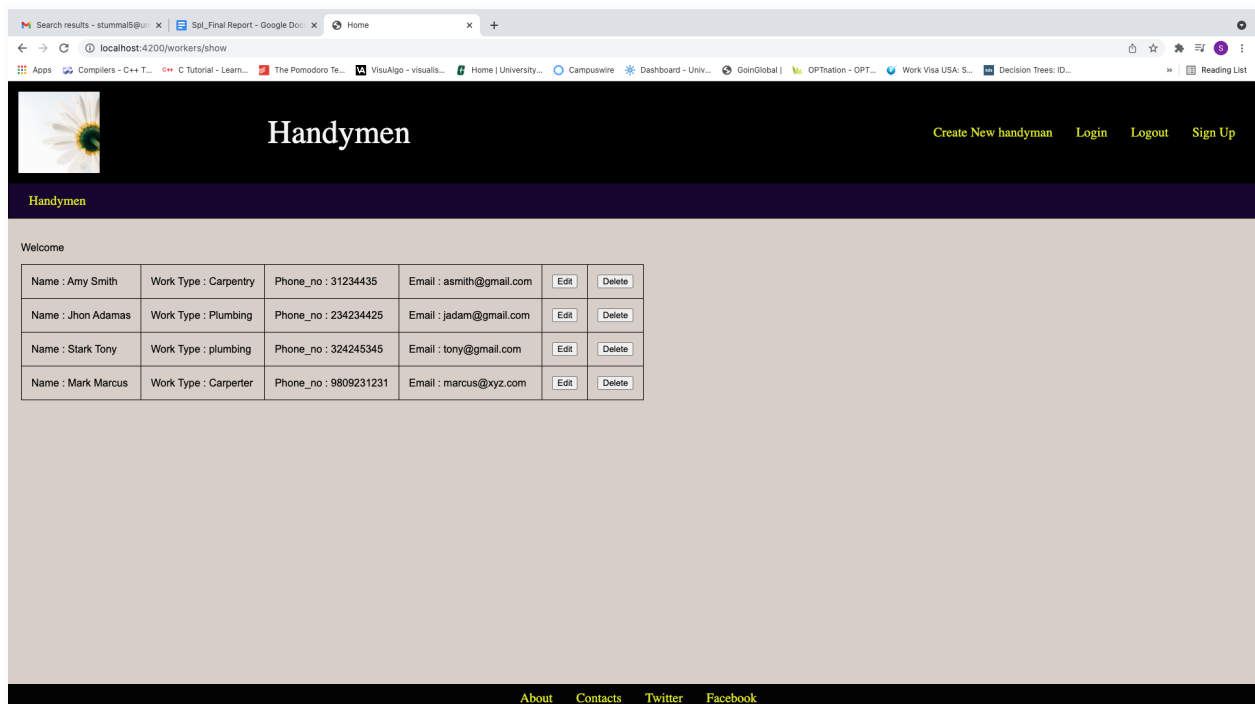 Search results - stummal5@un
Spl_Final Report - Google Doc
Home
localhost:4200/workers/show
Apps Compilers - C++ T... C++ C Tutorial - Learn... The Pomodoro Te... VA VisuAlgo - visualis... Home | University... Campuswire Dashboard - Univ... GoinGlobal | OPTnation - OPT... Work Visa USA: S... Decision Trees: ID... » Reading List
Handymen
Create New handyman Login Logout Sign Up
Handymen
Welcome
Name : Amy Smith Work Type : Carpentry Phone_no : 31234435 Email : asmith@gmail.com Edit Delete
Name : Jhon Adamas Work Type : Plumbing Phone_no : 234234425 Email : jadam@gmail.com Edit Delete
Name : Stark Tony Work Type : plumbing Phone_no : 324245345 Email : tony@gmail.com Edit Delete
Name : Mark Marcus Work Type : Carperter Phone_no : 9809231231 Email : marcus@xyz.com Edit Delete
About Contacts Twitter Facebook